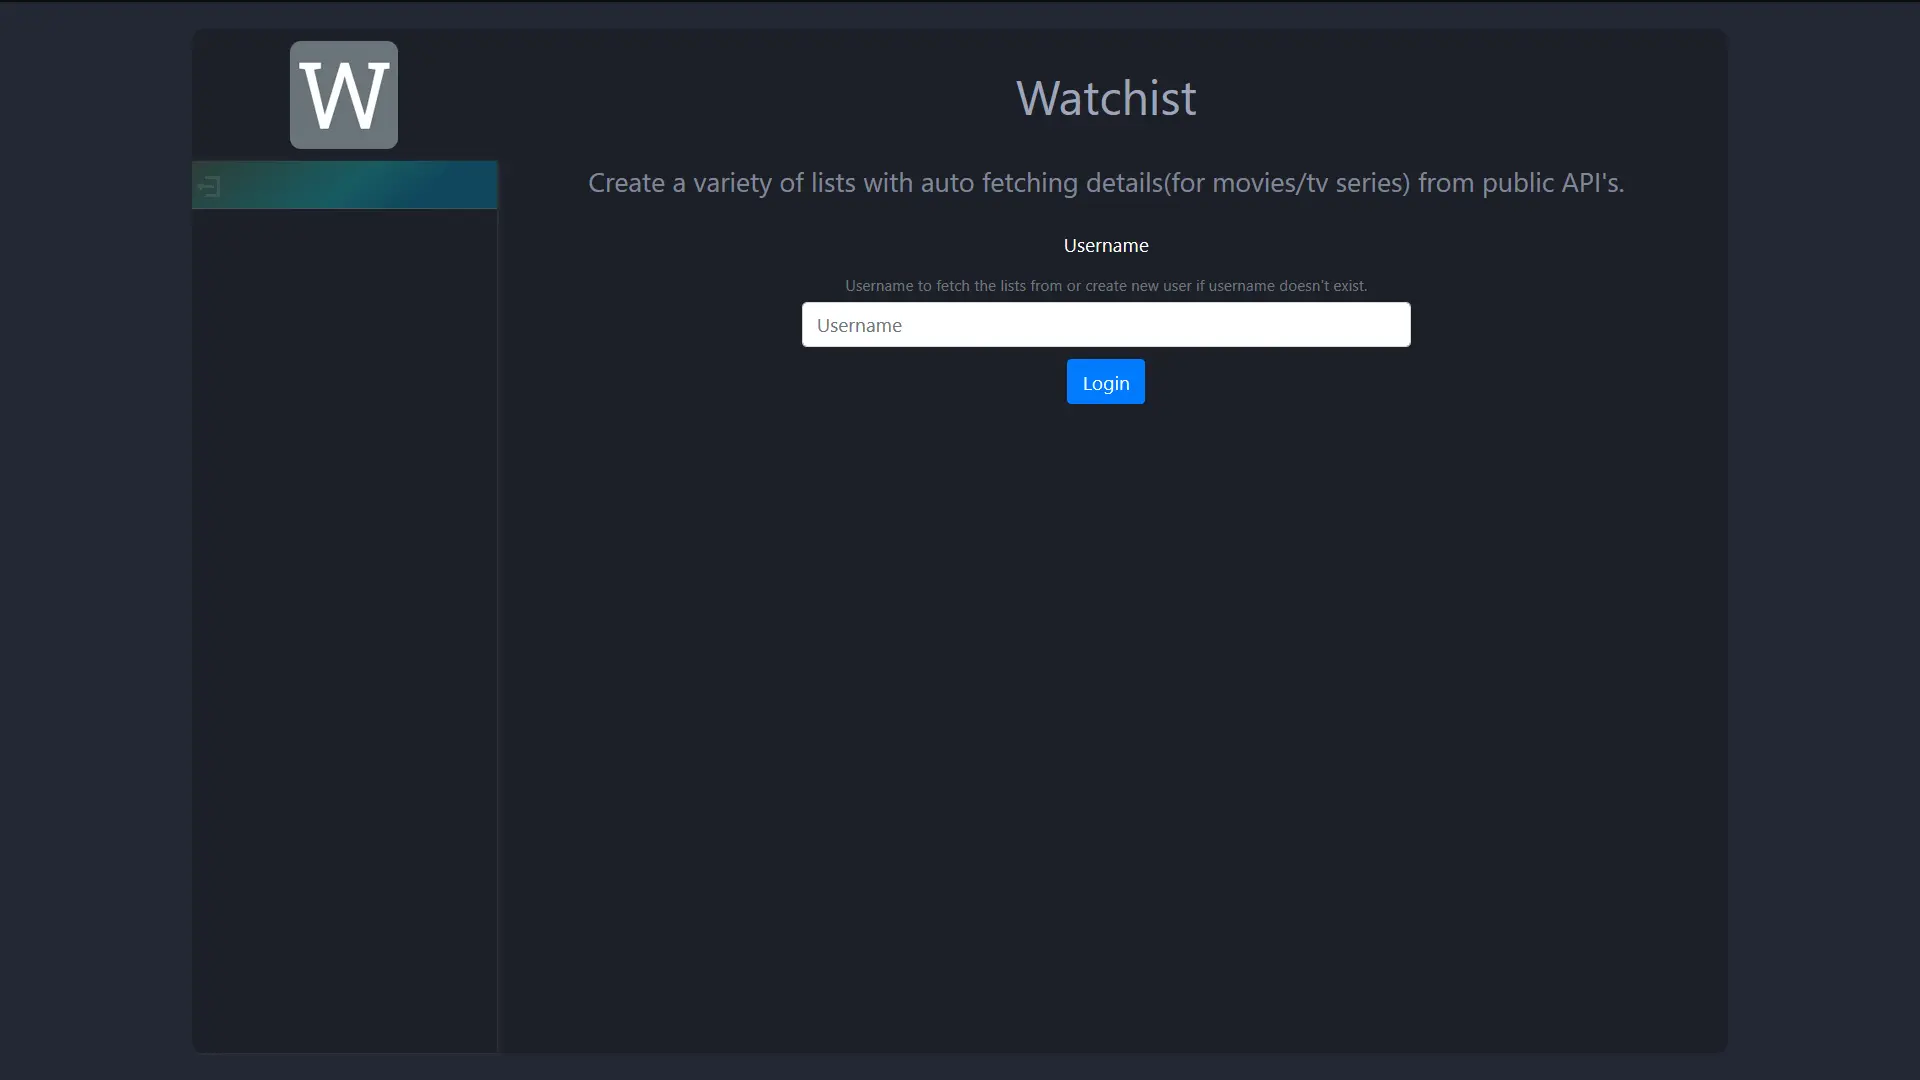 W
Watchist
Create a variety of lists with auto fetching details(for movies/tv series) from public API's.
Username
Username to fetch the lists from or create new user if username doesn't exist.
Username
Login